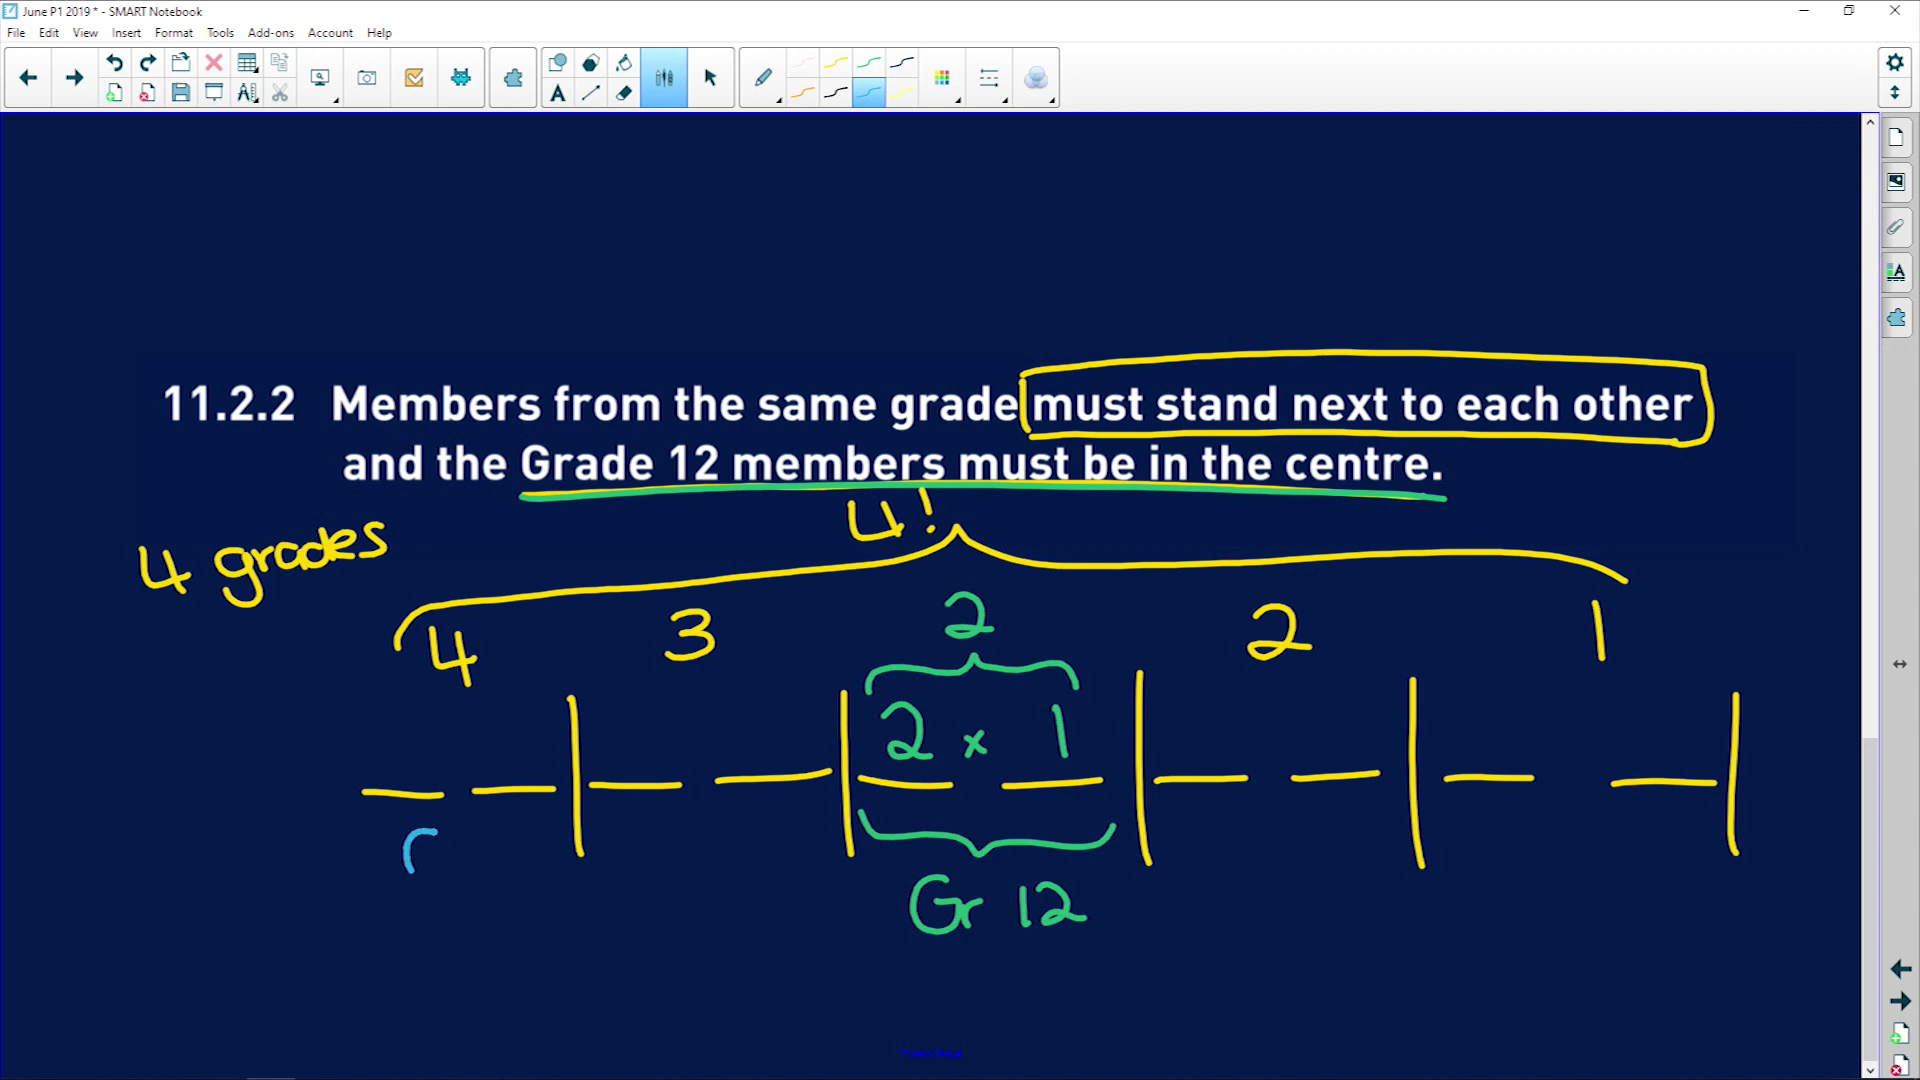 June P1 2019 * - SMART Notebook
File Edit View Insert Format Tools Add-ons Account Help
11.2.2 Members from the same grade must stand next to each other
and the Grade 12 members must be in the centre.
4!
4 grades
4 3 2 2 1
2 x 1
Gr 12